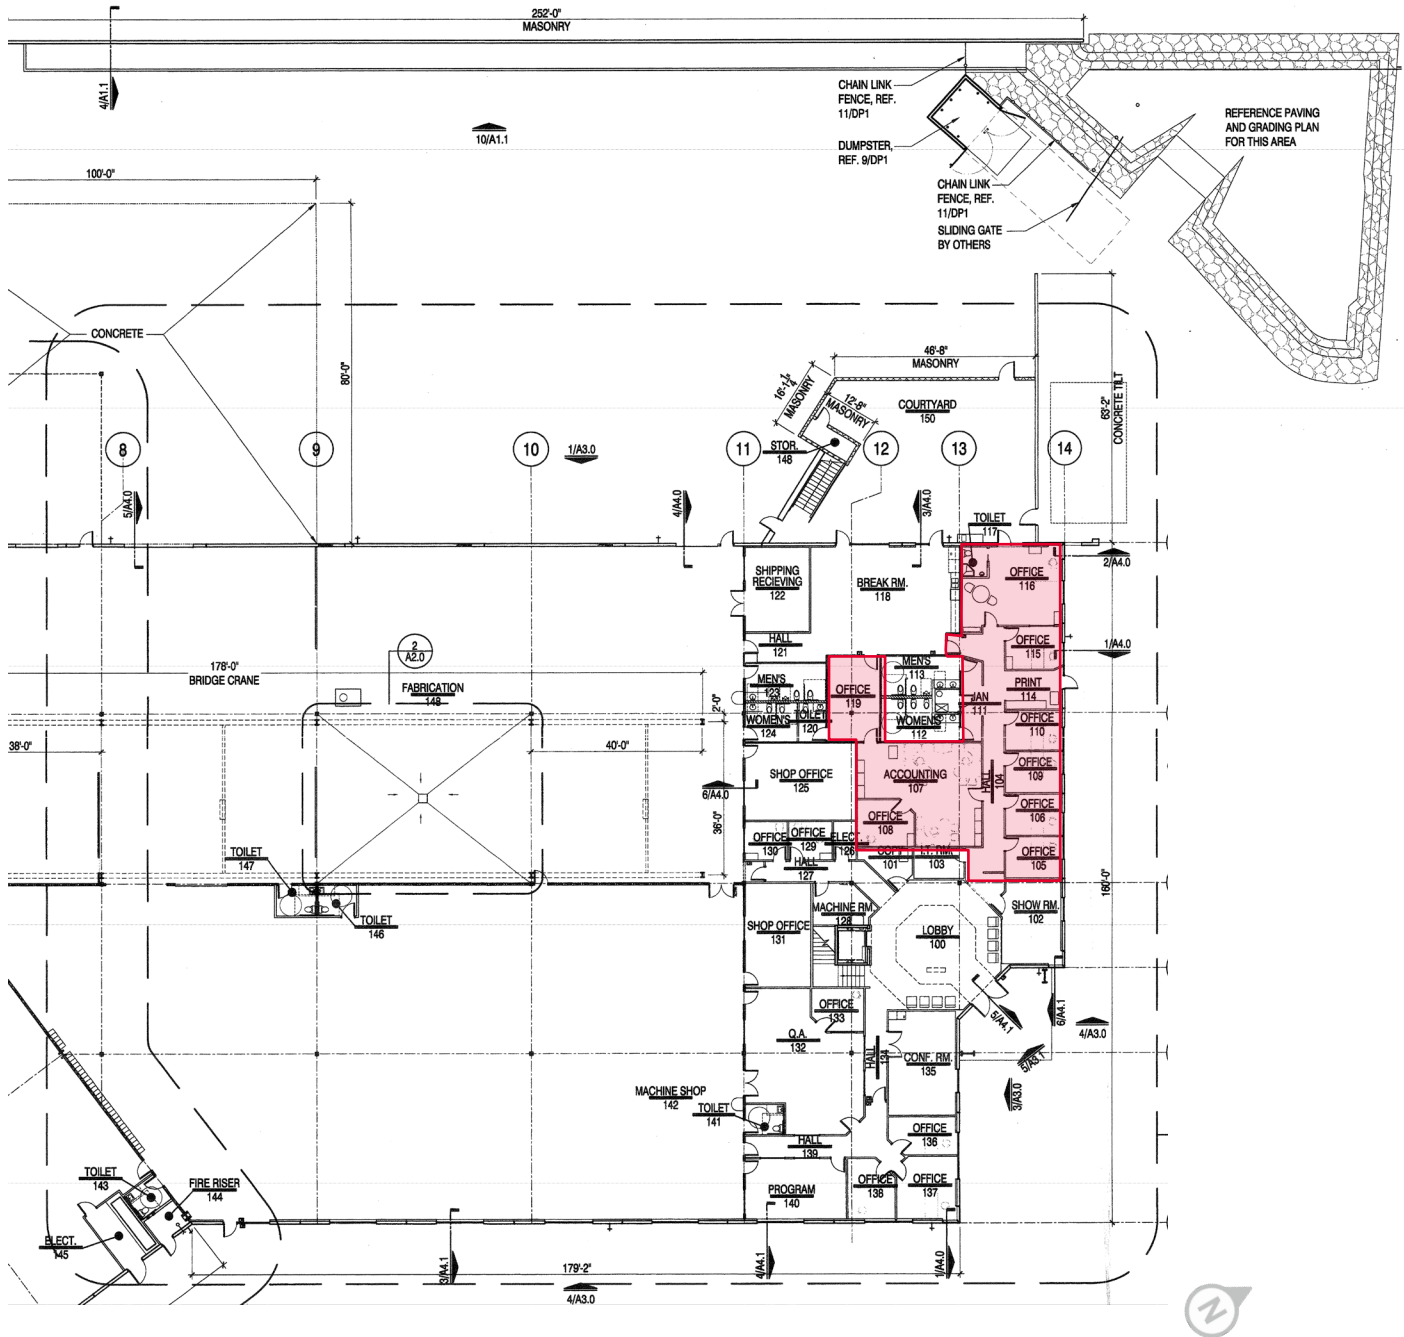 252'-0"
MASONRY
4/A1.1
10/A1.1
CHAIN LINK
FENCE, REF.
11/DP1
DUMPSTER,
REF. 9/DP1
CHAIN LINK
FENCE, REF.
11/DP1
SLIDING GATE
BY OTHERS
REFERENCE PAVING
AND GRADING PLAN
FOR THIS AREA
100'-0"
CONCRETE
80'-0"
46'-8"
MASONRY
16'-1 1/4"
MASONRY
12'-8"
MASONRY
COURTYARD
150
STOR.
148
63'-2"
CONCRETE TILT
8
9
10
11
12
13
14
1/A3.0
5/A4.0
4/A4.0
3/A4.0
TOILET
117
2/A4.0
SHIPPING
RECIEVING
122
BREAK RM.
118
OFFICE
116
HALL
121
OFFICE
115
1/A4.0
2
A2.0
178'-0"
BRIDGE CRANE
FABRICATION
148
MEN'S
123
OFFICE
119
MEN'S
113
JAN
111
PRINT
114
2'-0"
WOMEN'S
124
TOILET
120
WOMEN'S
112
OFFICE
110
38'-0"
40'-0"
SHOP OFFICE
125
ACCOUNTING
107
HALL
104
OFFICE
109
6/A4.0
36'-0"
OFFICE
108
OFFICE
106
OFFICE
130
OFFICE
129
ELECT.
126
COPY
101
I.T. RM.
103
OFFICE
105
HALL
127
TOILET
147
TOILET
146
160'-0"
SHOP OFFICE
131
MACHINE RM.
128
LOBBY
100
SHOW RM.
102
OFFICE
133
Q.A.
132
HALL
134
CONF. RM.
135
5/A4.1
6/A4.1
4/A3.0
5/A3.1
3/A3.0
MACHINE SHOP
142
TOILET
141
HALL
139
OFFICE
136
PROGRAM
140
OFFICE
138
OFFICE
137
TOILET
143
FIRE RISER
144
ELECT.
145
179'-2"
3/A4.1
4/A4.1
1/A4.0
4/A3.0
N